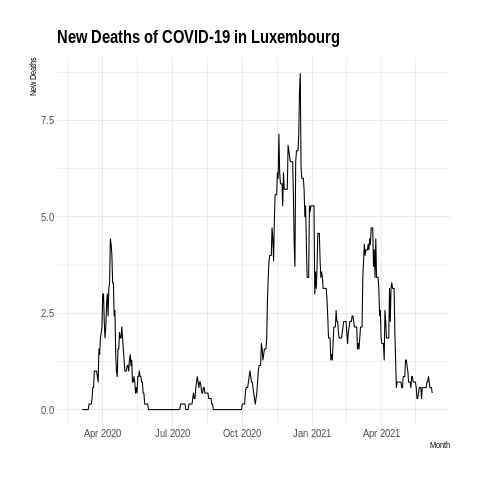 New Deaths of COVID-19 in Luxembourg
New Deaths
7.5
5.0
2.5
0.0
Apr 2020 Jul 2020 Oct 2020 Jan 2021 Apr 2021
Month